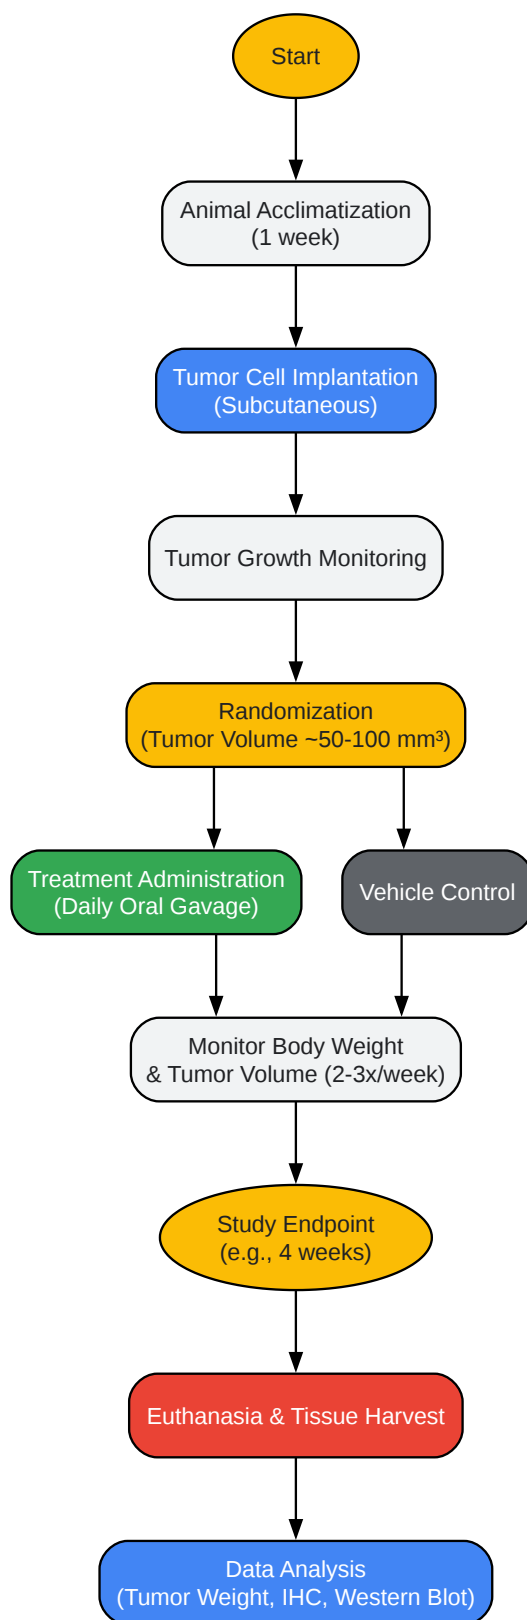 Start
Animal Acclimatization
(1 week)
Tumor Cell Implantation
(Subcutaneous)
Tumor Growth Monitoring
Randomization
(Tumor Volume ~50-100 mm³)
Treatment Administration
(Daily Oral Gavage)
Vehicle Control
Monitor Body Weight
& Tumor Volume (2-3x/week)
Study Endpoint
(e.g., 4 weeks)
Euthanasia & Tissue Harvest
Data Analysis
(Tumor Weight, IHC, Western Blot)